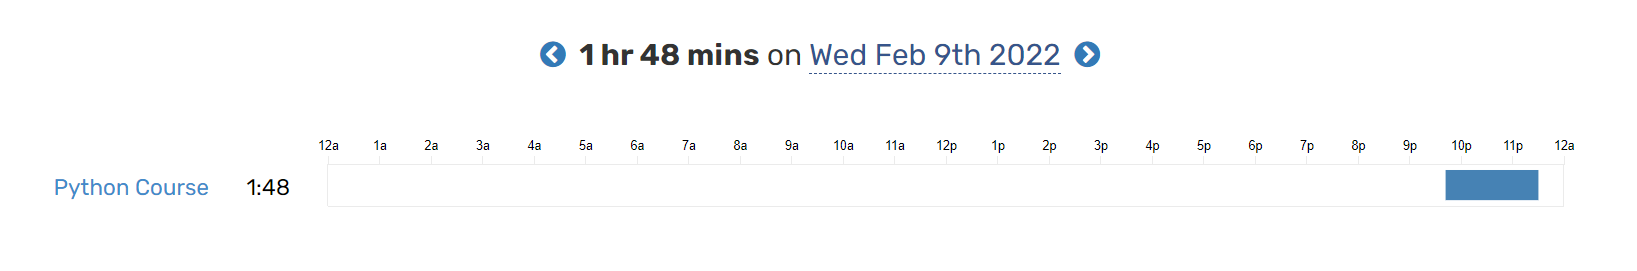 1 hr 48 mins on Wed Feb 9th 2022
12a 1a 2a 3a 4a 5a 6a 7a 8a 9a 10a 11a 12p 1p 2p 3p 4p 5p 6p 7p 8p 9p 10p 11p 12a
Python Course 1:48